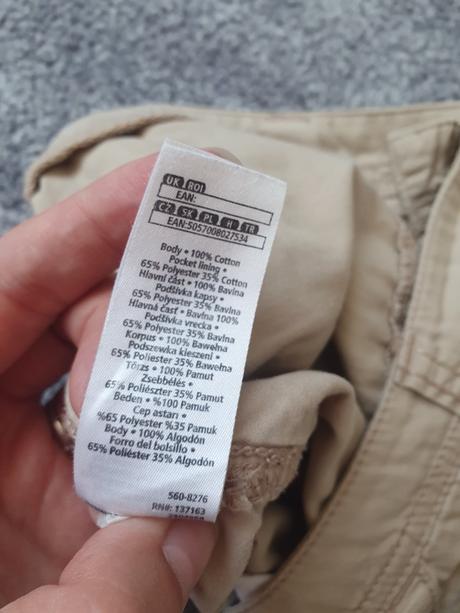 UK ROI
EAN:
CZ SK PL H TR
EAN:5057008027534
Body • 100% Cotton
Pocket lining •
65% Polyester 35% Cotton
Hlavní část • 100% Bavlna
Podšívka kapsy •
65% Polyester 35% Bavlna
Hlavná časť • Bavlna 100%
Podšívka vrecka •
65% Polyester 35% Bavlna
Korpus • 100% Bawełna
Podszewka kieszeni •
65% Poliester 35% Bawełna
Törzs • 100% Pamut
Zsebbélés •
65% Poliészter 35% Pamut
Beden • %100 Pamuk
Cep astarı •
%65 Polyester %35 Pamuk
Body • 100% Algodón
Forro del bolsillo •
65% Poliéster 35% Algodón
560-8276
RN#: 137163